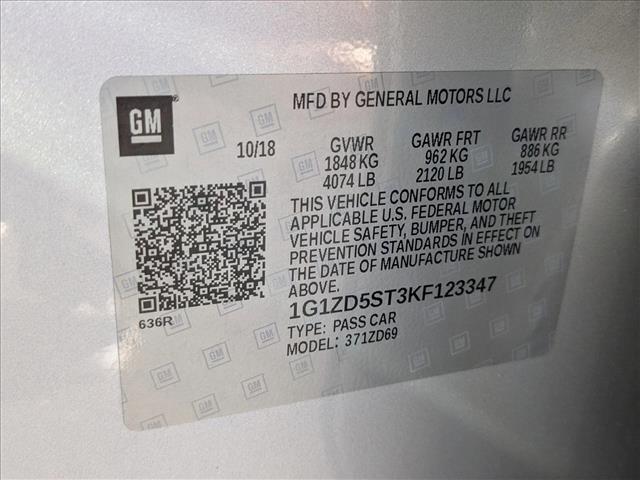 MFD BY GENERAL MOTORS LLC
GM
10/18 GVWR GAWR FRT GAWR RR
1848 KG 962 KG 886 KG
4074 LB 2120 LB 1954 LB
THIS VEHICLE CONFORMS TO ALL
APPLICABLE U.S. FEDERAL MOTOR
VEHICLE SAFETY, BUMPER, AND THEFT
PREVENTION STANDARDS IN EFFECT ON
THE DATE OF MANUFACTURE SHOWN
ABOVE.
1G1ZD5ST3KF123347
636R
TYPE: PASS CAR
MODEL: 371ZD69